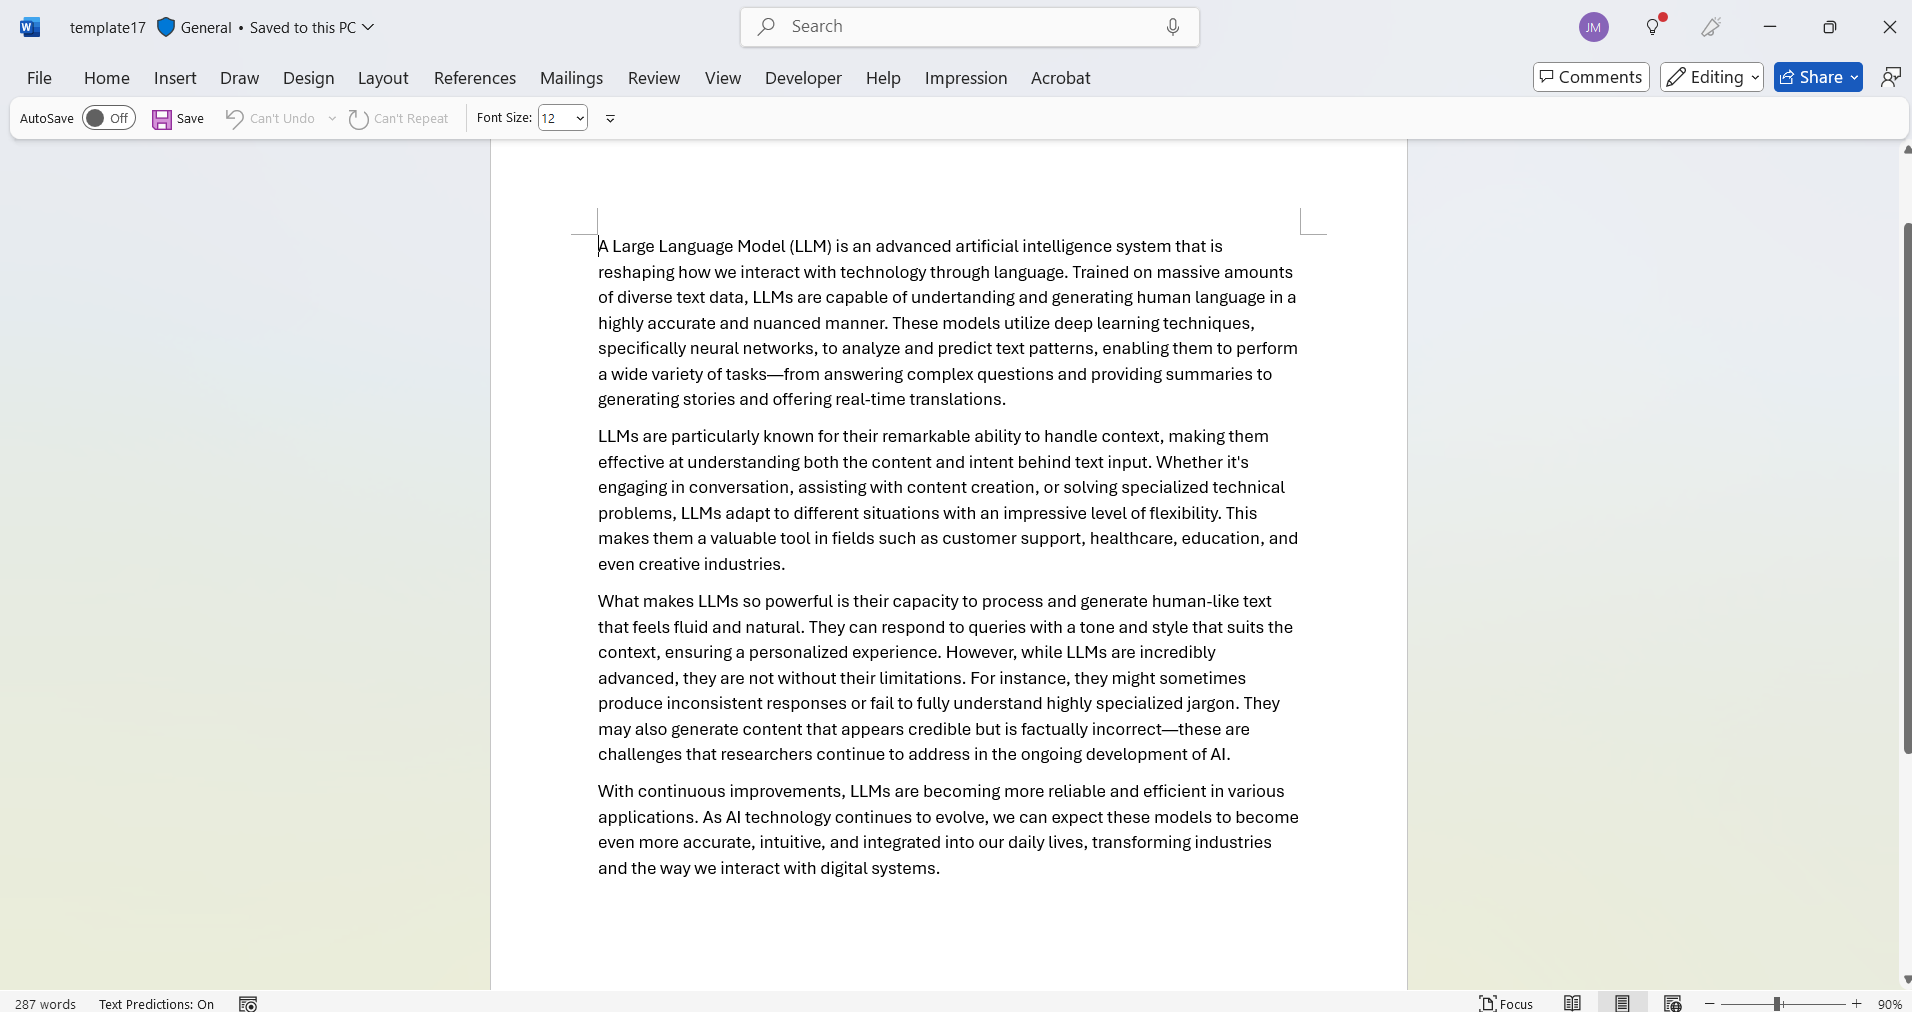 template17 General • Saved to this PC
Search
JM
File Home Insert Draw Design Layout References Mailings Review View Developer Help Impression Acrobat
Comments Editing Share
AutoSave Off Save Can't Undo Can't Repeat Font Size: 12
A Large Language Model (LLM) is an advanced artificial intelligence system that is
reshaping how we interact with technology through language. Trained on massive amounts
of diverse text data, LLMs are capable of undertanding and generating human language in a
highly accurate and nuanced manner. These models utilize deep learning techniques,
specifically neural networks, to analyze and predict text patterns, enabling them to perform
a wide variety of tasks—from answering complex questions and providing summaries to
generating stories and offering real-time translations.
LLMs are particularly known for their remarkable ability to handle context, making them
effective at understanding both the content and intent behind text input. Whether it's
engaging in conversation, assisting with content creation, or solving specialized technical
problems, LLMs adapt to different situations with an impressive level of flexibility. This
makes them a valuable tool in fields such as customer support, healthcare, education, and
even creative industries.
What makes LLMs so powerful is their capacity to process and generate human-like text
that feels fluid and natural. They can respond to queries with a tone and style that suits the
context, ensuring a personalized experience. However, while LLMs are incredibly
advanced, they are not without their limitations. For instance, they might sometimes
produce inconsistent responses or fail to fully understand highly specialized jargon. They
may also generate content that appears credible but is factually incorrect—these are
challenges that researchers continue to address in the ongoing development of AI.
With continuous improvements, LLMs are becoming more reliable and efficient in various
applications. As AI technology continues to evolve, we can expect these models to become
even more accurate, intuitive, and integrated into our daily lives, transforming industries
and the way we interact with digital systems.
287 words Text Predictions: On Focus 90%